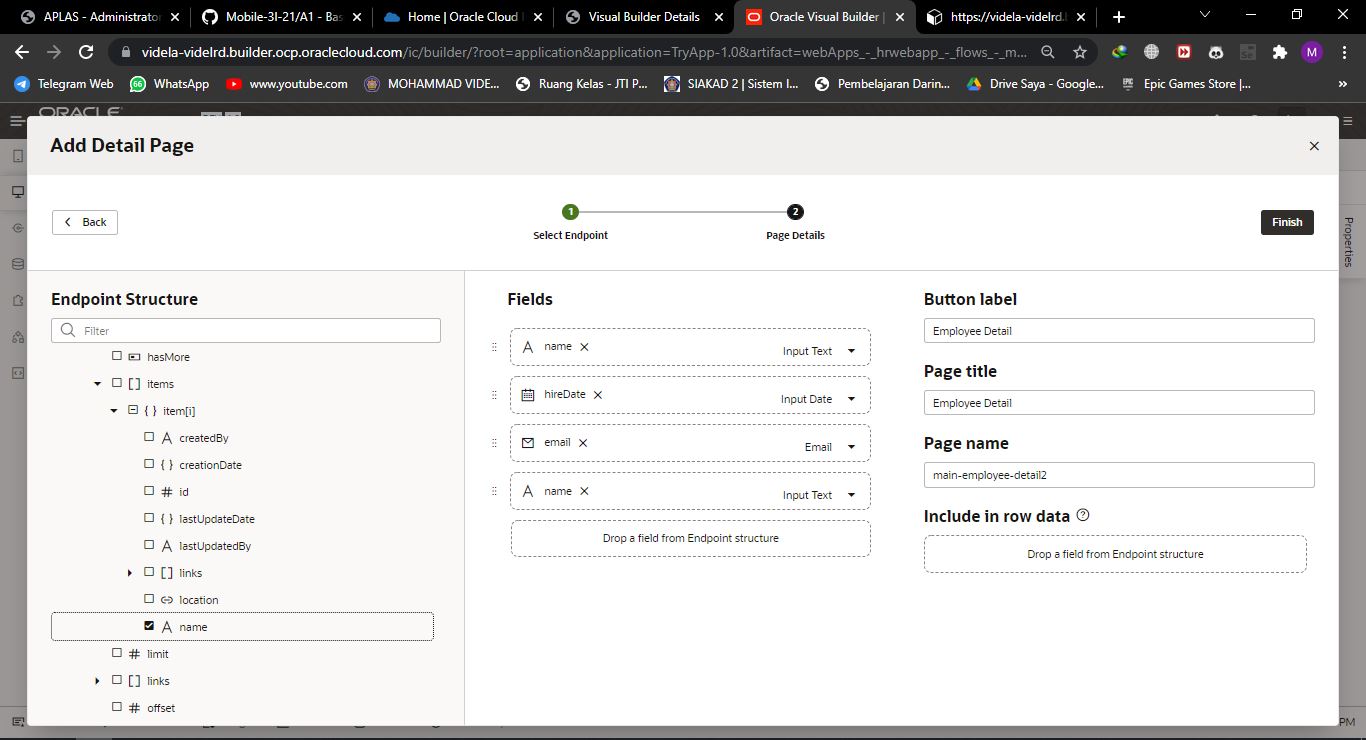 APLAS - Administrator
Mobile-3I-21/A1 - Bas
Home | Oracle Cloud
Visual Builder Details
Oracle Visual Builder |
https://videla-videlrd.
videla-videlrd.builder.ocp.oraclecloud.com/ic/builder/?root=application&application=TryApp-1.0&artifact=webApps_-_hrwebapp_-_flows_-_m...
M
Telegram Web
66
WhatsApp
www.youtube.com
MOHAMMAD VIDE...
Ruang Kelas - JTI P...
SIAKAD 2 | Sistem I...
Pembelajaran Darin...
Drive Saya - Google...
Epic Games Store |...
ORACLE
Add Detail Page
Back
1
2
Select Endpoint
Page Details
Finish
Properties
Endpoint Structure
Filter
hasMore
items
item[i]
createdBy
creationDate
id
lastUpdateDate
lastUpdatedBy
links
location
name
limit
links
offset
Fields
name
Input Text
hireDate
Input Date
email
Email
name
Input Text
Drop a field from Endpoint structure
Button label
Employee Detail
Page title
Employee Detail
Page name
main-employee-detail2
Include in row data
Drop a field from Endpoint structure
PM